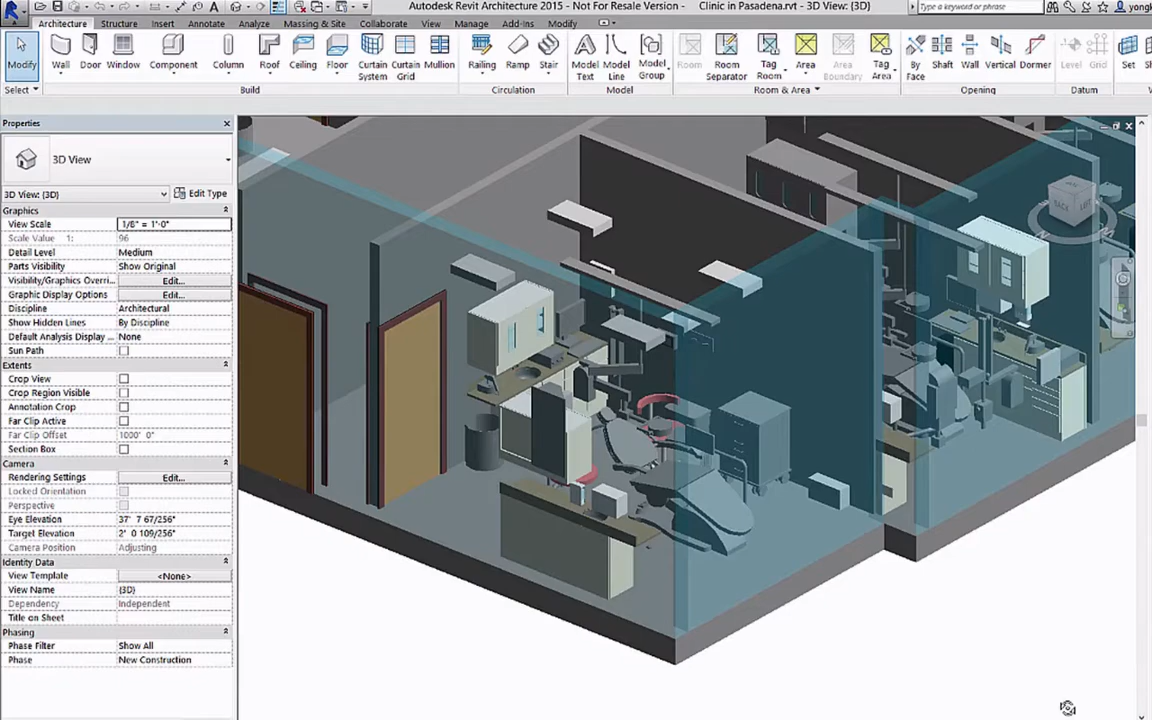 Autodesk Revit Architecture 2015 - Not For Resale Version - Clinic in Pasadena.rvt - 3D View: {3D}
Type a keyword or phrase
yongk
Architecture Structure Insert Annotate Analyze Massing & Site Collaborate View Manage Add-Ins Modify
Modify Wall Door Window Component Column Roof Ceiling Floor Curtain System Curtain Grid Mullion Railing Ramp Stair Model Text Model Line Model Group Room Room Separator Tag Room Area Area Boundary Tag Area By Face Shaft Wall Vertical Dormer Level Grid Set
Select Build Circulation Model Room & Area Opening Datum
Properties
3D View
3D View: {3D} Edit Type
Graphics
View Scale 1/8" = 1'-0"
Scale Value 1: 96
Detail Level Medium
Parts Visibility Show Original
Visibility/Graphics Overri... Edit...
Graphic Display Options Edit...
Discipline Architectural
Show Hidden Lines By Discipline
Default Analysis Display ... None
Sun Path
Extents
Crop View
Crop Region Visible
Annotation Crop
Far Clip Active
Far Clip Offset 1000' 0"
Section Box
Camera
Rendering Settings Edit...
Locked Orientation
Perspective
Eye Elevation 37' 7 67/256"
Target Elevation 2' 0 109/256"
Camera Position Adjusting
Identity Data
View Template <None>
View Name {3D}
Dependency Independent
Title on Sheet
Phasing
Phase Filter Show All
Phase New Construction
BACK LEFT